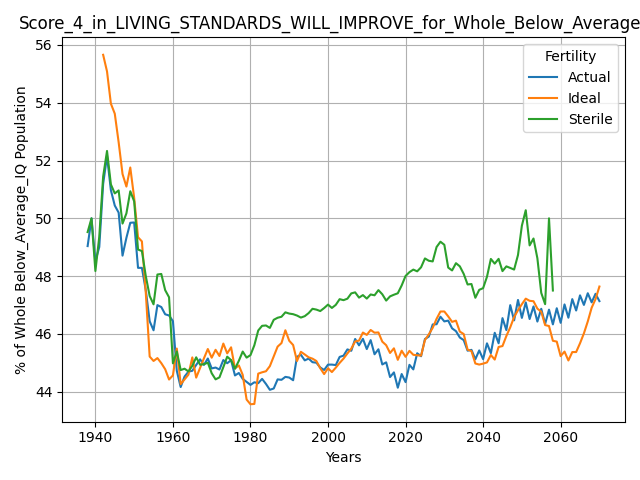 Score_4_in_LIVING_STANDARDS_WILL_IMPROVE_for_Whole_Below_Average
56
54
52
50
48
46
44
% of Whole Below_Average_IQ Population
Fertility
Actual
Ideal
Sterile
1940
1960
1980
2000
2020
2040
2060
Years